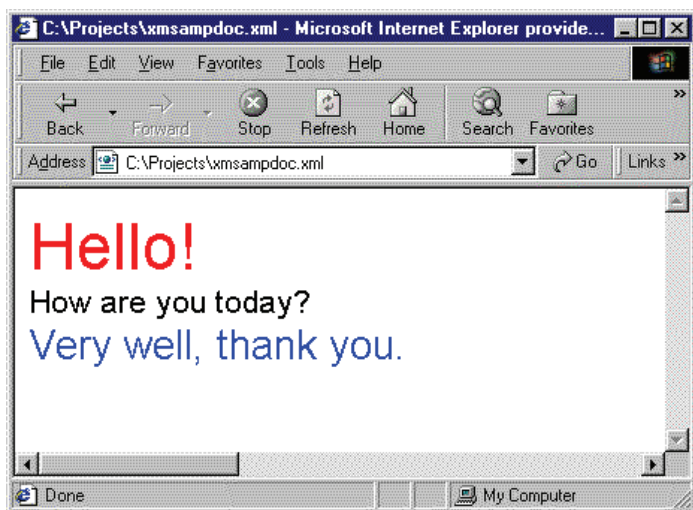 C:\Projects\xmsampdoc.xml - Microsoft Internet Explorer provide...
File Edit View Favorites Tools Help
Back Forward Stop Refresh Home Search Favorites »
Address C:\Projects\xmsampdoc.xml Go Links »
Hello!
How are you today?
Very well, thank you.
Done My Computer